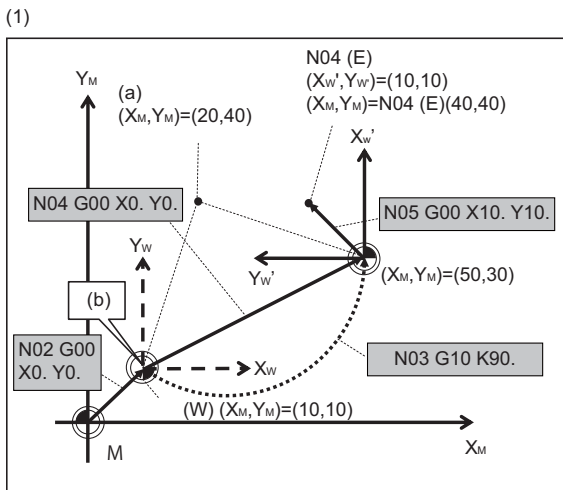 (1)
N04 (E)
(XW',YW')=(10,10)
(XM,YM)=N04 (E)(40,40)
YM
(a)
(XM,YM)=(20,40)
XW'
N04 G00 X0. Y0.
N05 G00 X10. Y10.
YW
YW'
(XM,YM)=(50,30)
(b)
N02 G00
X0. Y0.
XW
N03 G10 K90.
(W) (XM,YM)=(10,10)
M
XM